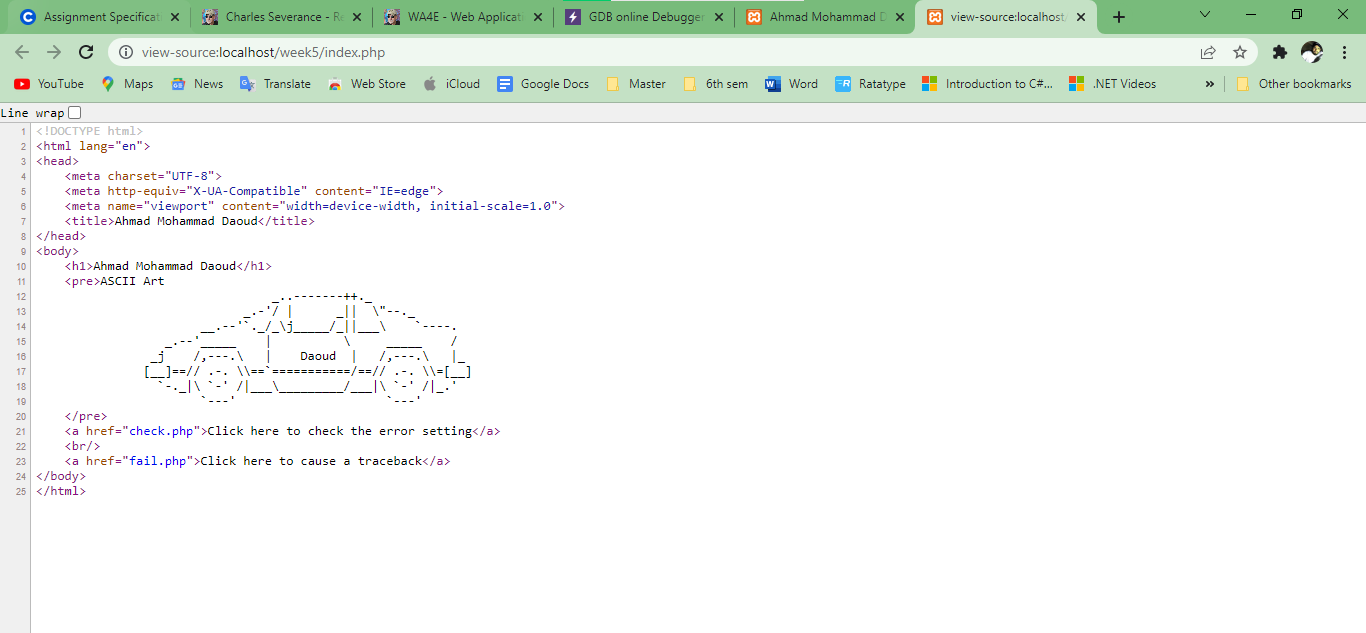 Assignment Specificat
Charles Severance - Re
WA4E - Web Applicat
GDB online Debugger
Ahmad Mohammad D
view-source:localhost/
view-source:localhost/week5/index.php
YouTube Maps News Translate Web Store iCloud Google Docs Master 6th sem Word Ratatype Introduction to C#... .NET Videos » Other bookmarks
Line wrap
1 <!DOCTYPE html>
2 <html lang="en">
3 <head>
4     <meta charset="UTF-8">
5     <meta http-equiv="X-UA-Compatible" content="IE=edge">
6     <meta name="viewport" content="width=device-width, initial-scale=1.0">
7     <title>Ahmad Mohammad Daoud</title>
8 </head>
9 <body>
10     <h1>Ahmad Mohammad Daoud</h1>
11     <pre>ASCII Art
12                                  _..-------++._
13                              _.-'/ |      _||  \"--._
14                        __.--'`._/_\j_____/_||___\    `----.
15                   _.--'_____    |          \     _____    /
16                 _j    /,---.\   |    Daoud  |   /,---.\   |_
17                [__]==// .-. \\==`===========/==// .-. \\=[__]
18                  `-._|\ `-' /|___\_________/___|\ `-' /|_.'
19                        `---'                     `---'
20     </pre>
21     <a href="check.php">Click here to check the error setting</a>
22     <br/>
23     <a href="fail.php">Click here to cause a traceback</a>
24 </body>
25 </html>